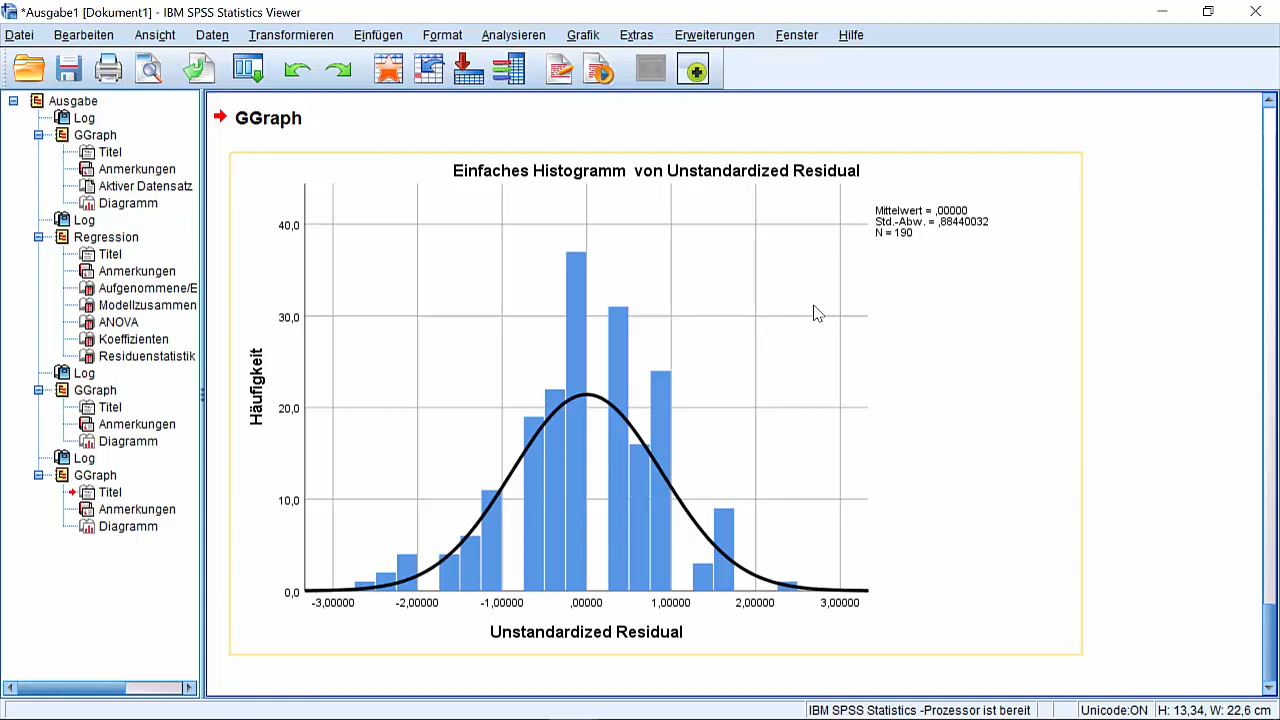 *Ausgabe1 [Dokument1] - IBM SPSS Statistics Viewer
Datei Bearbeiten Ansicht Daten Transformieren Einfügen Format Analysieren Grafik Extras Erweiterungen Fenster Hilfe
Ausgabe
Log
GGraph
Titel
Anmerkungen
Aktiver Datensatz
Diagramm
Log
Regression
Titel
Anmerkungen
Aufgenommene/E
Modellzusammen
ANOVA
Koeffizienten
Residuenstatistik
Log
GGraph
Titel
Anmerkungen
Diagramm
Log
GGraph
Titel
Anmerkungen
Diagramm
GGraph
Einfaches Histogramm von Unstandardized Residual
Mittelwert = ,00000
Std.-Abw. = ,88440032
N = 190
40,0
30,0
20,0
10,0
0,0
Häufigkeit
-3,00000 -2,00000 -1,00000 ,00000 1,00000 2,00000 3,00000
Unstandardized Residual
IBM SPSS Statistics -Prozessor ist bereit Unicode:ON H: 13,34, W: 22,6 cm